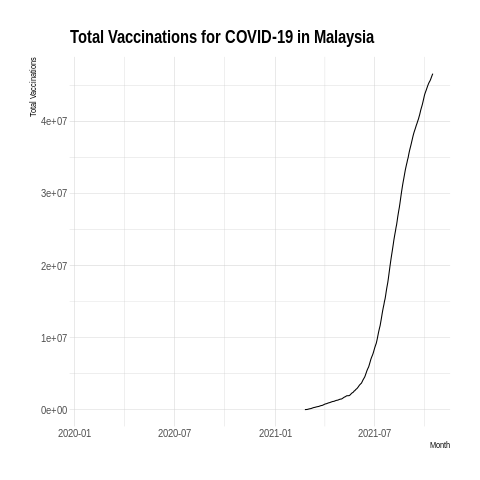 Total Vaccinations for COVID-19 in Malaysia
Total Vaccinations
4e+07
3e+07
2e+07
1e+07
0e+00
2020-01
2020-07
2021-01
2021-07
Month